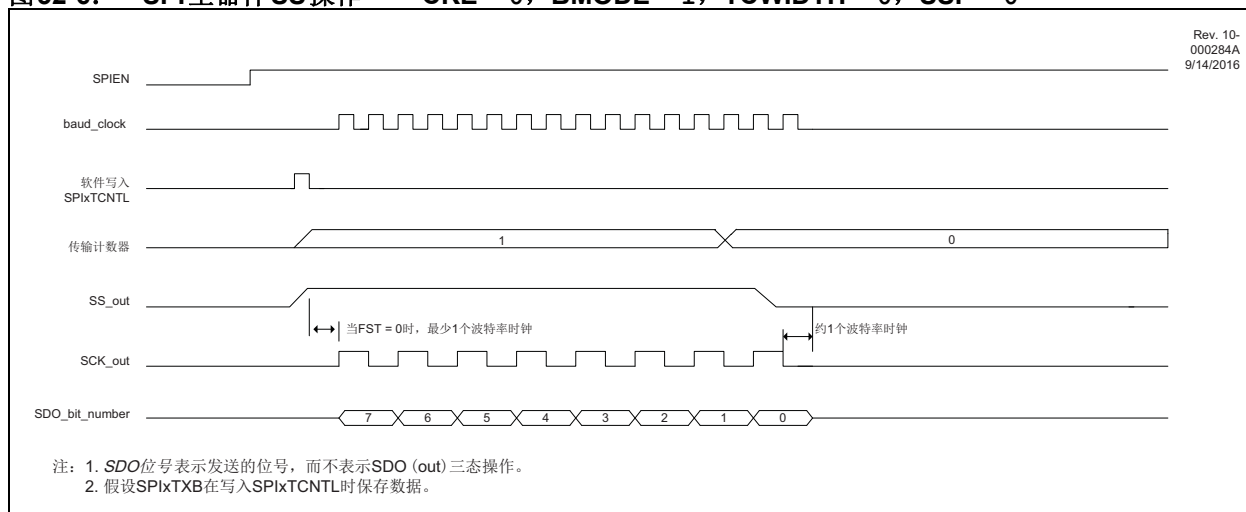 Rev. 10-
000284A
9/14/2016
SPIEN
baud_clock
软件写入
SPIxTCNTL
传输计数器
1
0
SS_out
当FST = 0时，最少1个波特率时钟
约1个波特率时钟
SCK_out
SDO_bit_number
7 6 5 4 3 2 1 0
注：1. SDO位号表示发送的位号，而不表示SDO (out)三态操作。
2. 假设SPIxTXB在写入SPIxTCNTL时保存数据。